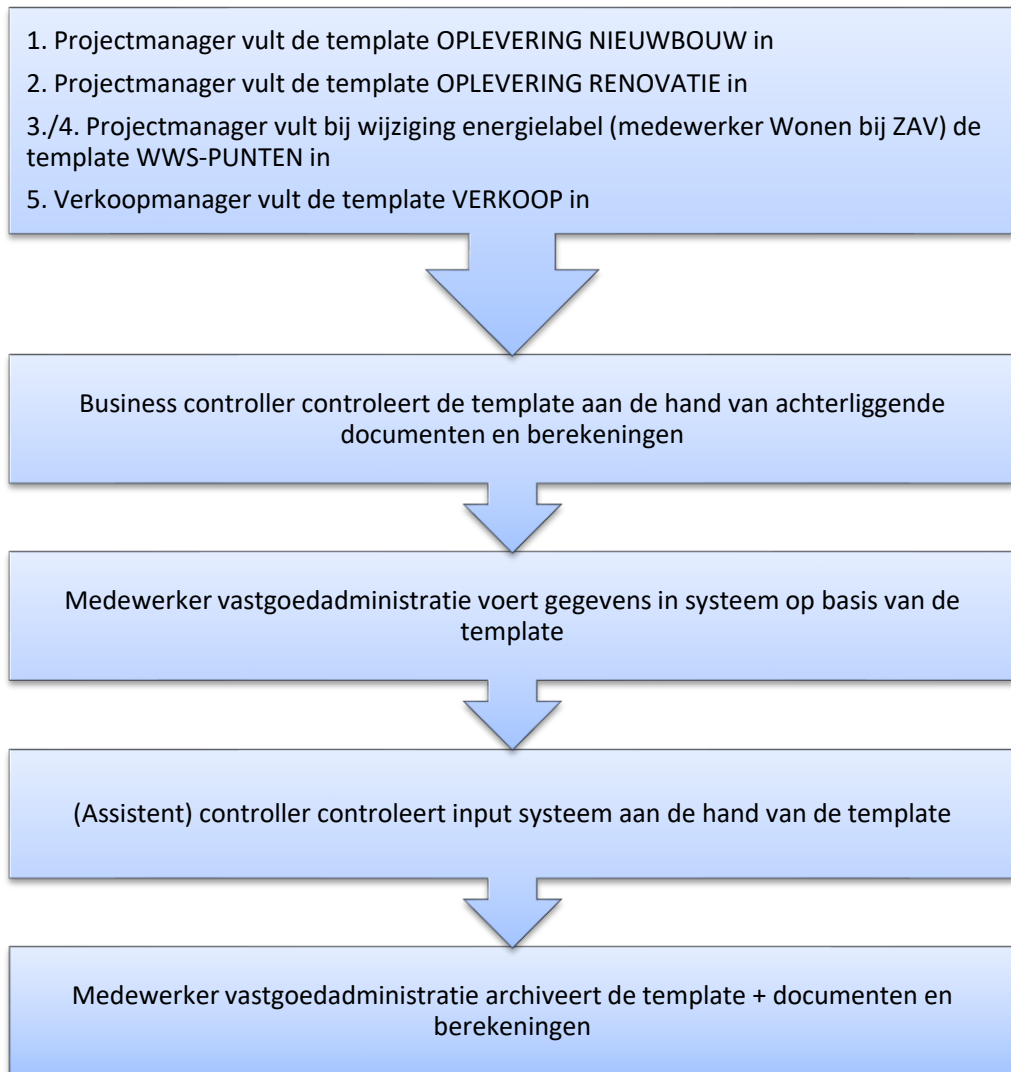 1. Projectmanager vult de template OPLEVERING NIEUWBOUW in
2. Projectmanager vult de template OPLEVERING RENOVATIE in
3./4. Projectmanager vult bij wijziging energielabel (medewerker Wonen bij ZAV) de
template WWS-PUNTEN in
5. Verkoopmanager vult de template VERKOOP in
Business controller controleert de template aan de hand van achterliggende
documenten en berekeningen
Medewerker vastgoedadministratie voert gegevens in systeem op basis van de
template
(Assistent) controller controleert input systeem aan de hand van de template
Medewerker vastgoedadministratie archiveert de template + documenten en
berekeningen